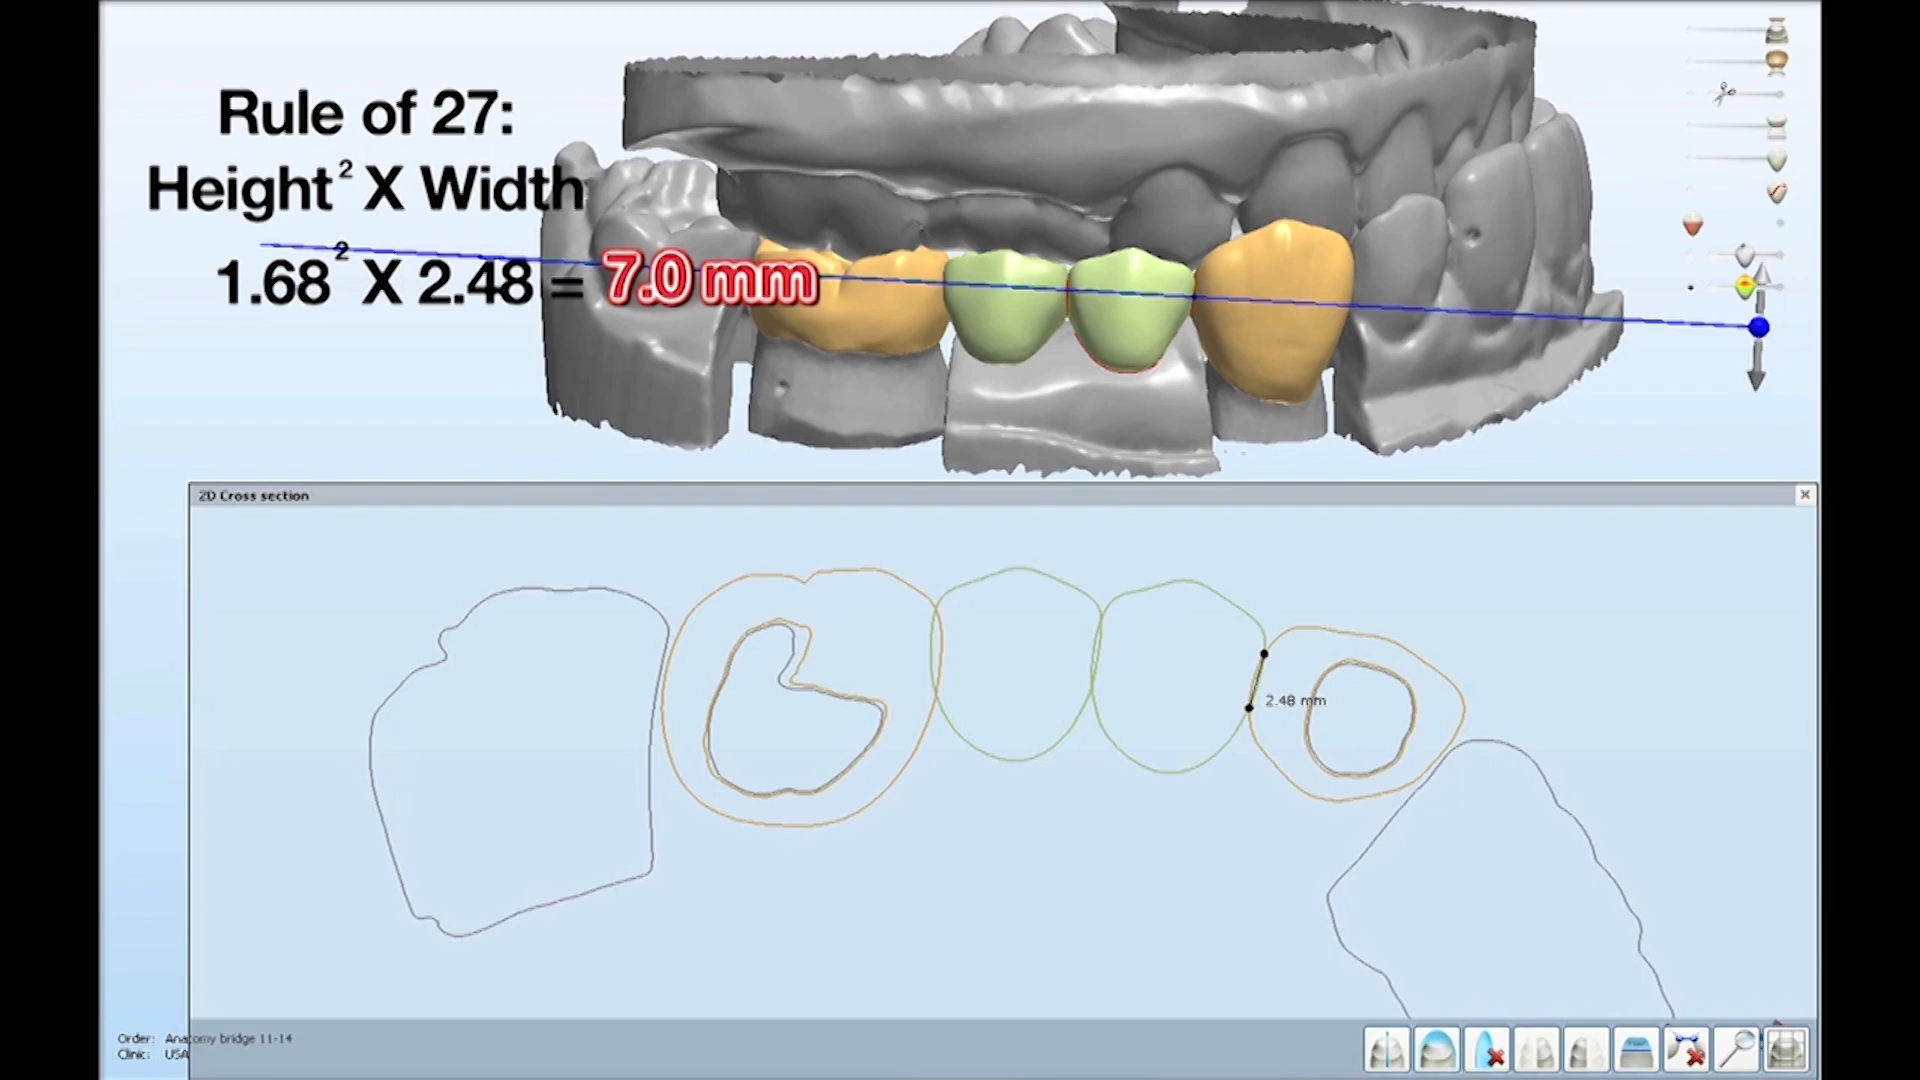 Rule of 27:
Height² X Width
1.68² X 2.48 = 7.0 mm
2D Cross section
2.48 mm
Order: Anatomy bridge 11-14
Clinic: USA